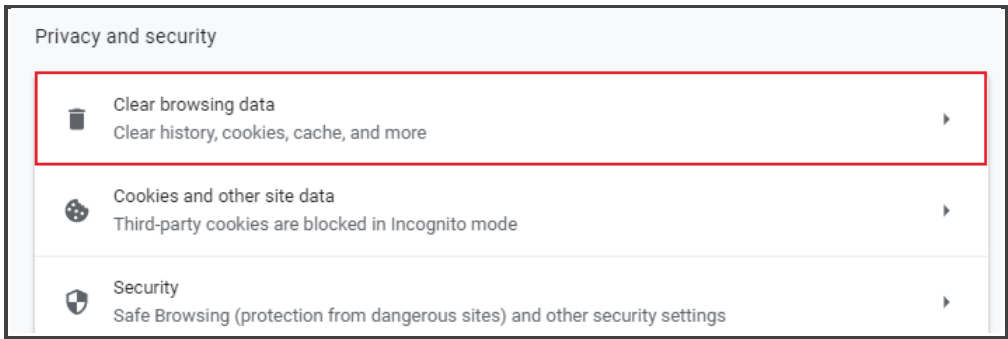 Privacy and security
Clear browsing data
Clear history, cookies, cache, and more
Cookies and other site data
Third-party cookies are blocked in Incognito mode
Security
Safe Browsing (protection from dangerous sites) and other security settings